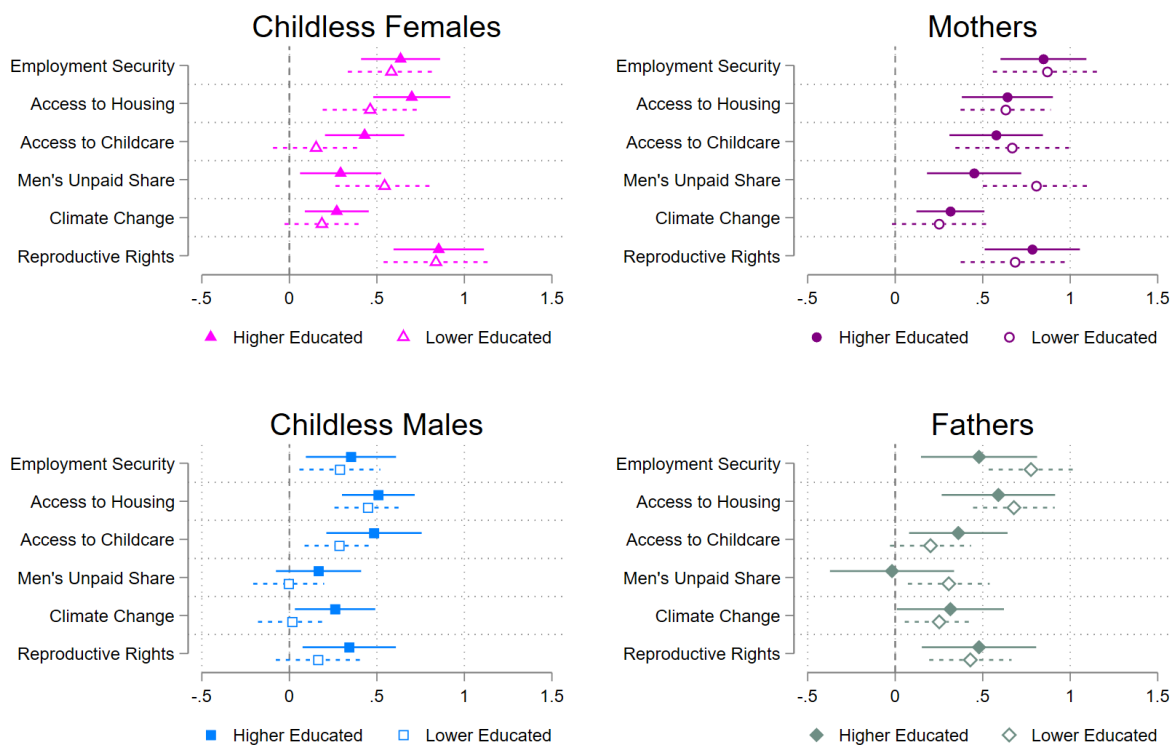 Childless Females
Employment Security
Access to Housing
Access to Childcare
Men's Unpaid Share
Climate Change
Reproductive Rights
-.5 0 .5 1 1.5
Higher Educated Lower Educated
Mothers
Employment Security
Access to Housing
Access to Childcare
Men's Unpaid Share
Climate Change
Reproductive Rights
-.5 0 .5 1 1.5
Higher Educated Lower Educated
Childless Males
Employment Security
Access to Housing
Access to Childcare
Men's Unpaid Share
Climate Change
Reproductive Rights
-.5 0 .5 1 1.5
Higher Educated Lower Educated
Fathers
Employment Security
Access to Housing
Access to Childcare
Men's Unpaid Share
Climate Change
Reproductive Rights
-.5 0 .5 1 1.5
Higher Educated Lower Educated